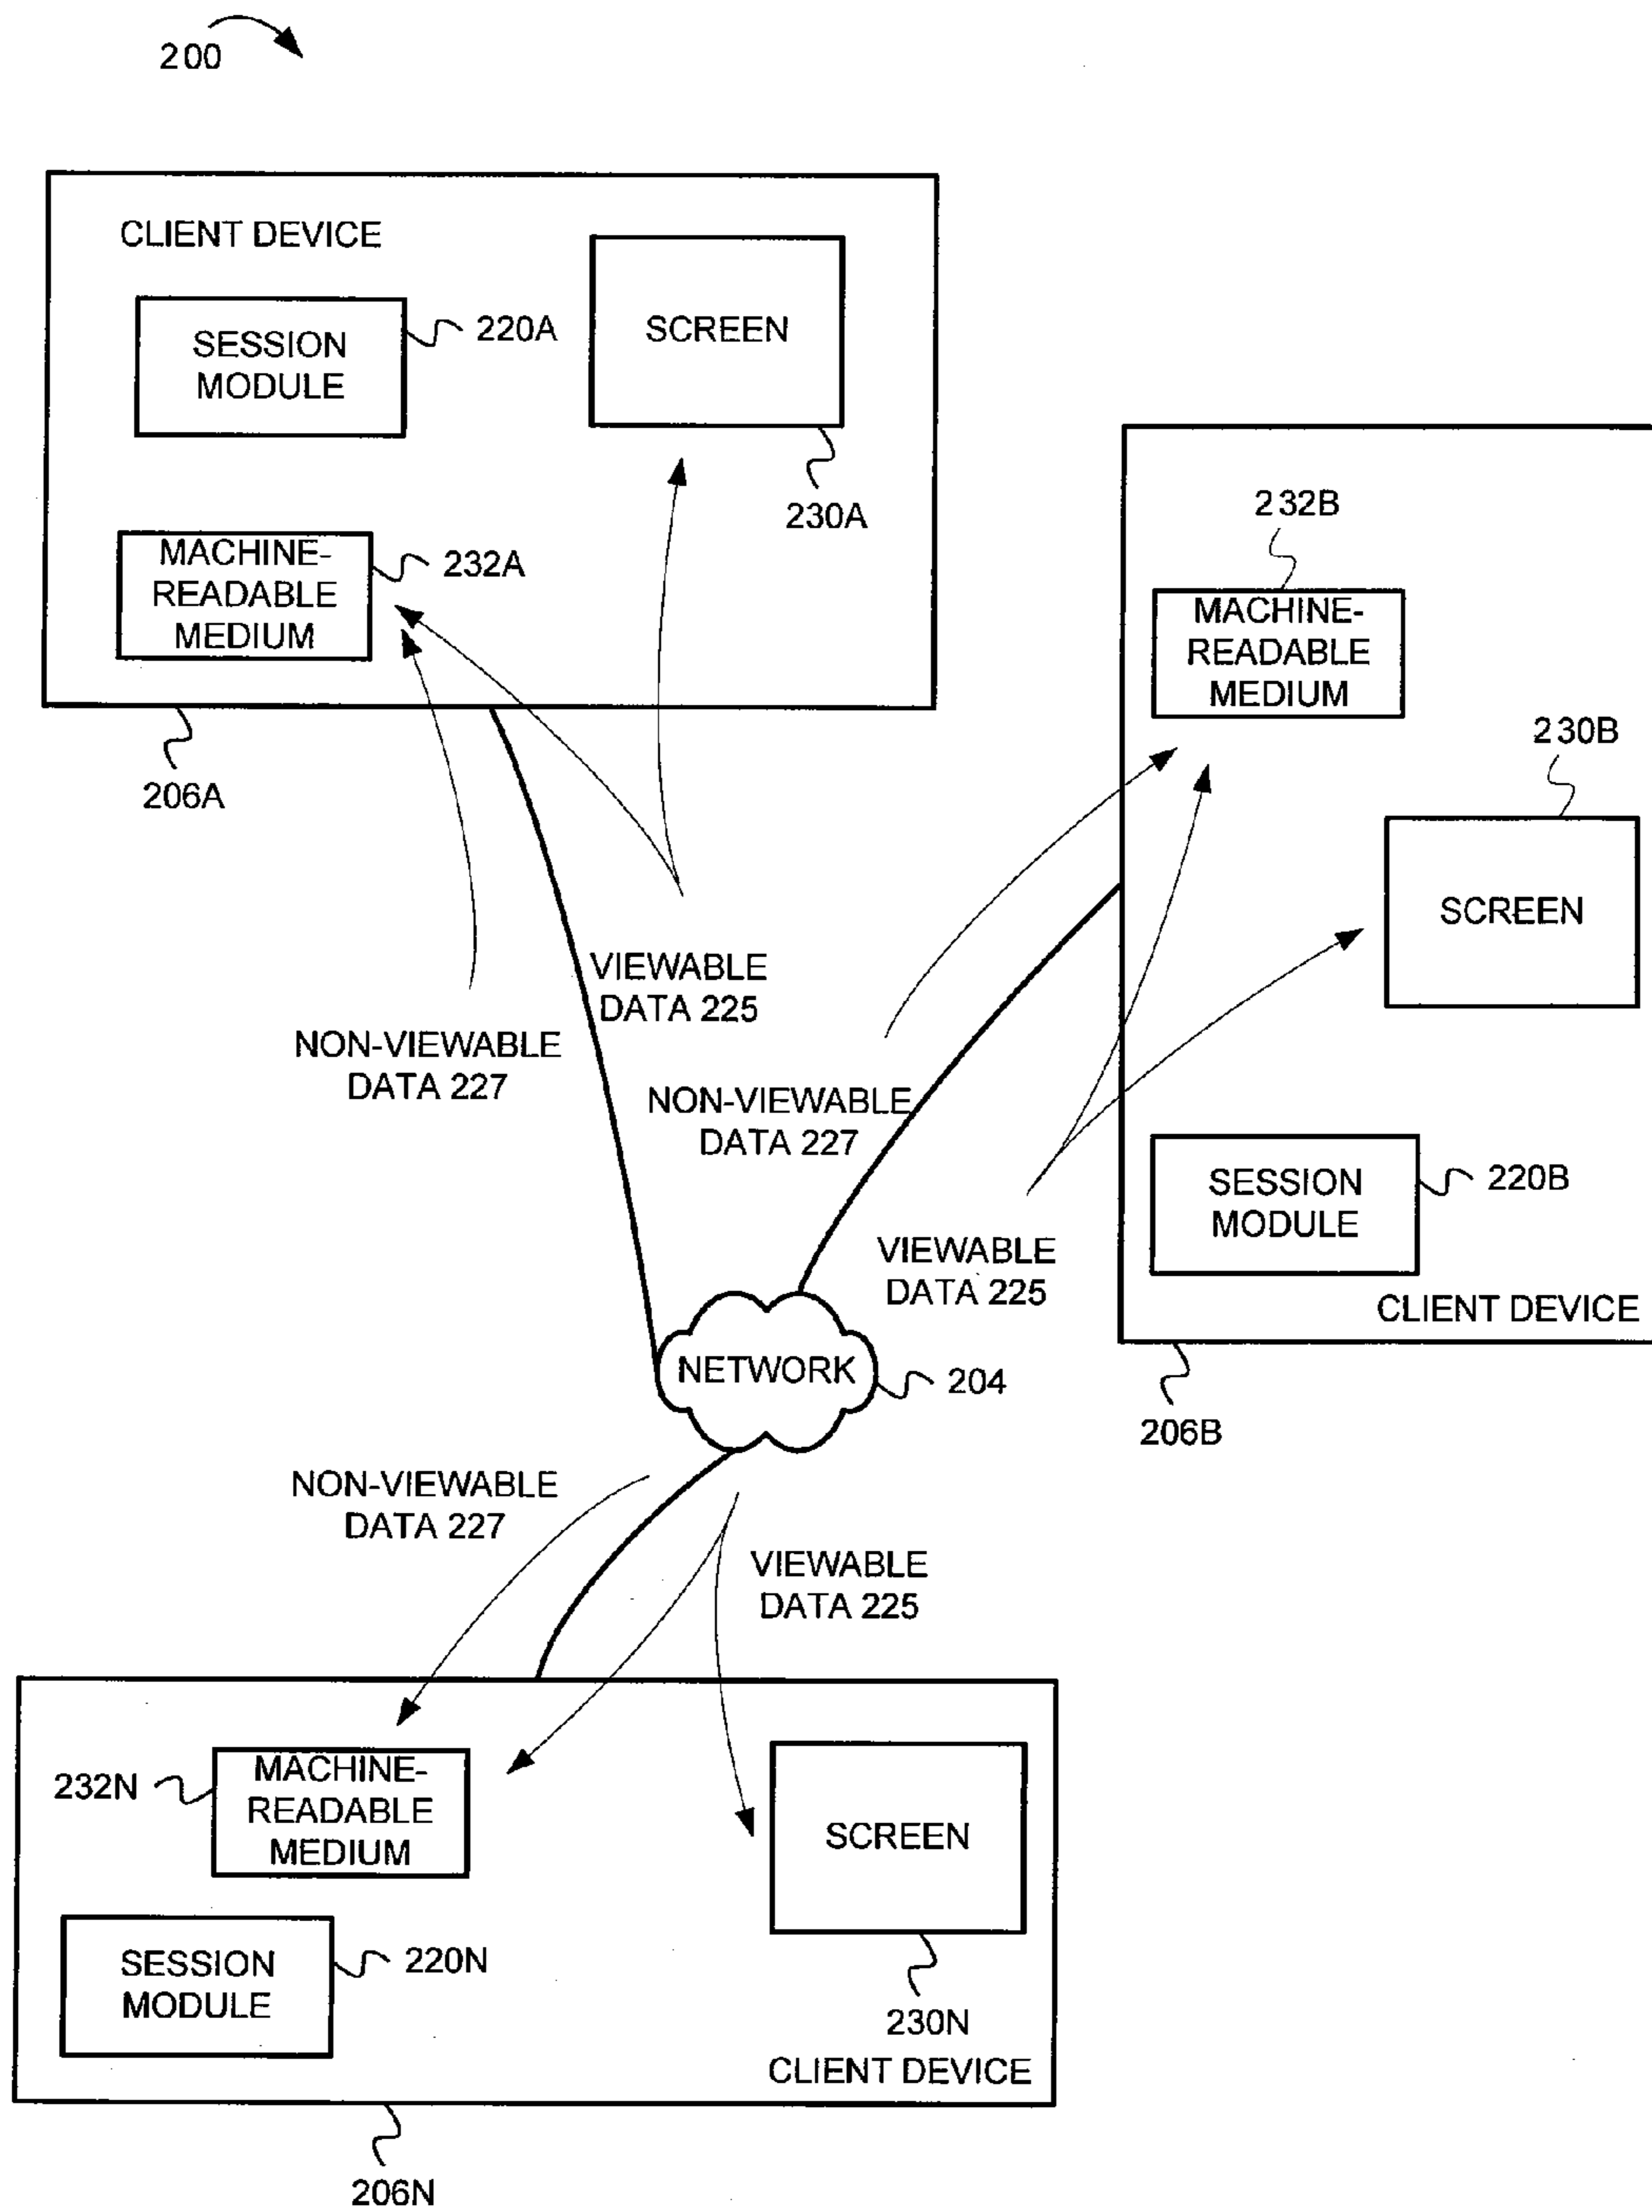 200
CLIENT DEVICE
SESSION
MODULE
220A
SCREEN
230A
MACHINE-
READABLE
MEDIUM
232A
206A
232B
MACHINE-
READABLE
MEDIUM
230B
SCREEN
SESSION
MODULE
220B
CLIENT DEVICE
206B
VIEWABLE
DATA 225
NON-VIEWABLE
DATA 227
NON-VIEWABLE
DATA 227
VIEWABLE
DATA 225
NETWORK
204
NON-VIEWABLE
DATA 227
VIEWABLE
DATA 225
232N
MACHINE-
READABLE
MEDIUM
SCREEN
SESSION
MODULE
220N
230N
CLIENT DEVICE
206N